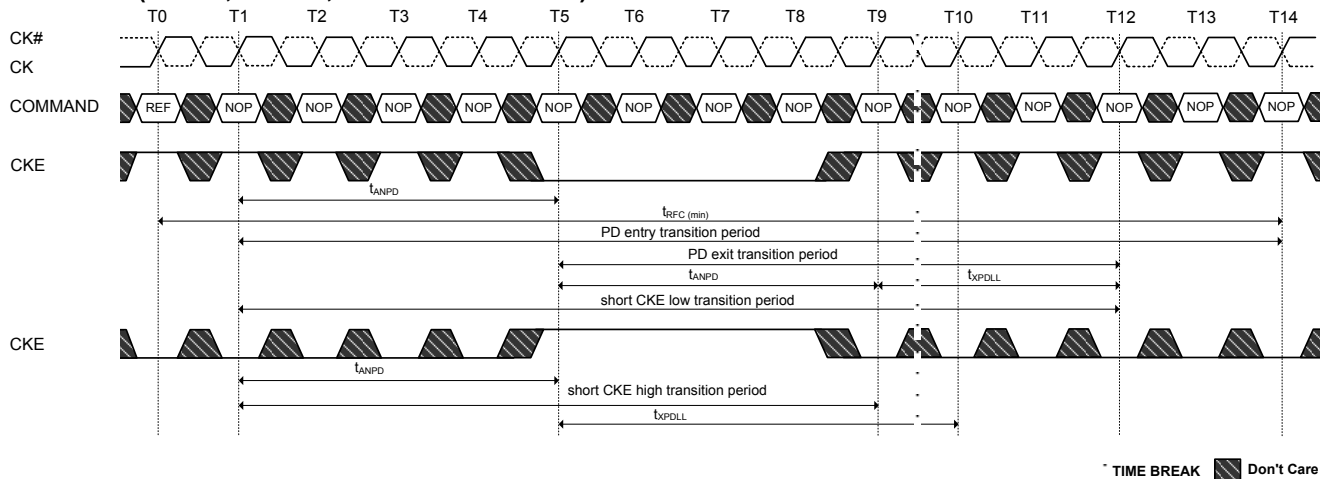 T0 T1 T2 T3 T4 T5 T6 T7 T8 T9 T10 T11 T12 T13 T14
CK#
CK
COMMAND REF NOP NOP NOP NOP NOP NOP NOP NOP NOP NOP NOP NOP NOP NOP
CKE
tANPD
tRFC (min)
PD entry transition period
PD exit transition period
tANPD tXPDLL
short CKE low transition period
CKE
tANPD
short CKE high transition period
tXPDLL
TIME BREAK Don't Care